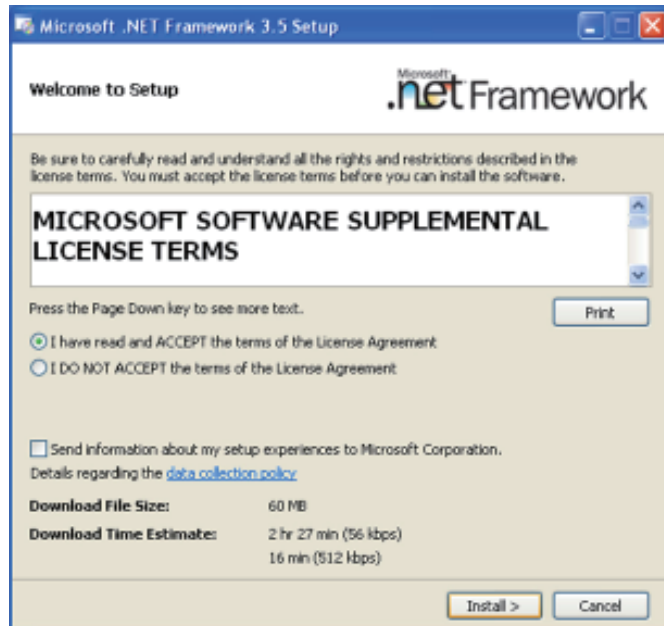 Microsoft .NET Framework 3.5 Setup
Welcome to Setup
Microsoft
.net Framework
Be sure to carefully read and understand all the rights and restrictions described in the
license terms. You must accept the license terms before you can install the software.
MICROSOFT SOFTWARE SUPPLEMENTAL
LICENSE TERMS
Press the Page Down key to see more text.
Print
I have read and ACCEPT the terms of the License Agreement
I DO NOT ACCEPT the terms of the License Agreement
Send information about my setup experiences to Microsoft Corporation.
Details regarding the data collection policy
Download File Size: 60 MB
Download Time Estimate: 2 hr 27 min (56 kbps)
16 min (512 kbps)
Install > Cancel